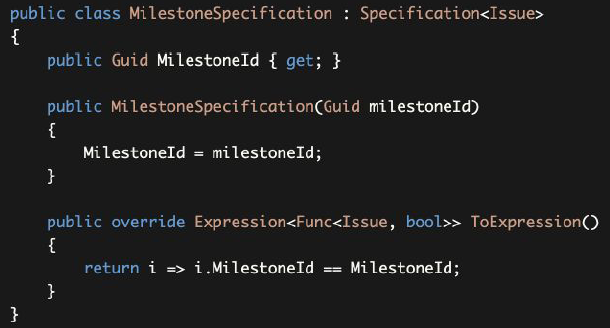 public class MilestoneSpecification : Specification<Issue>
{
    public Guid MilestoneId { get; }

    public MilestoneSpecification(Guid milestoneId)
    {
        MilestoneId = milestoneId;
    }

    public override Expression<Func<Issue, bool>> ToExpression()
    {
        return i => i.MilestoneId == MilestoneId;
    }
}